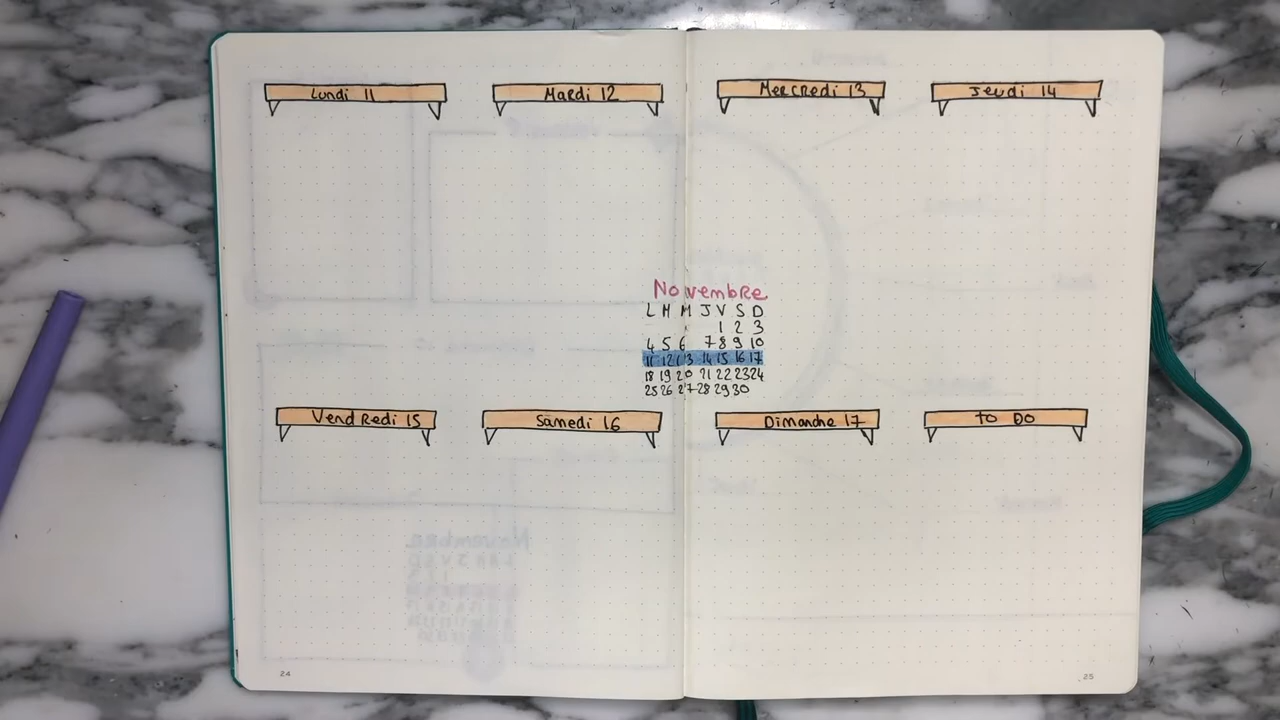 Lundi 11
Mardi 12
Mercredi 13
Jeudi 14
Novembre
L M M J V S D
1 2 3
4 5 6 7 8 9 10
11 12 13 14 15 16 17
18 19 20 21 22 23 24
25 26 27 28 29 30
Vendredi 15
Samedi 16
Dimanche 17
TO DO
24
25